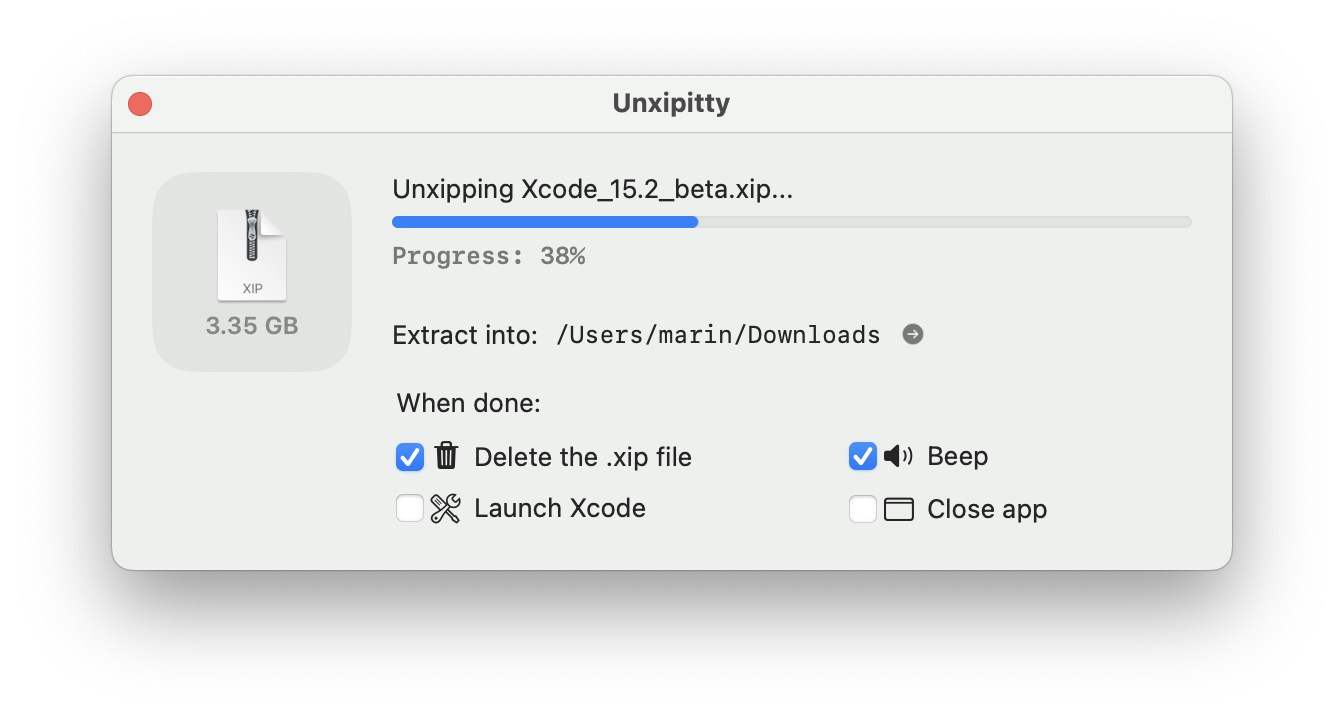 Unxipitty
Unxipping Xcode_15.2_beta.xip...
Progress: 38%
XIP
3.35 GB
Extract into: /Users/marin/Downloads
When done:
Delete the .xip file
Beep
Launch Xcode
Close app